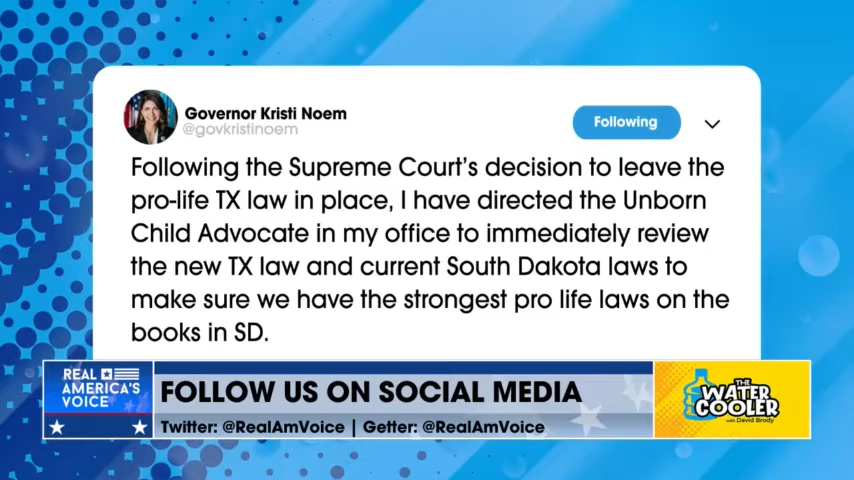 Governor Kristi Noem
@govkristinoem
Following
Following the Supreme Court's decision to leave the
pro-life TX law in place, I have directed the Unborn
Child Advocate in my office to immediately review
the new TX law and current South Dakota laws to
make sure we have the strongest pro life laws on the
books in SD.
REAL
AMERICA'S
VOICE
FOLLOW US ON SOCIAL MEDIA
Twitter: @RealAmVoice | Getter: @RealAmVoice
THE
WATER
COOLER
with David Brody